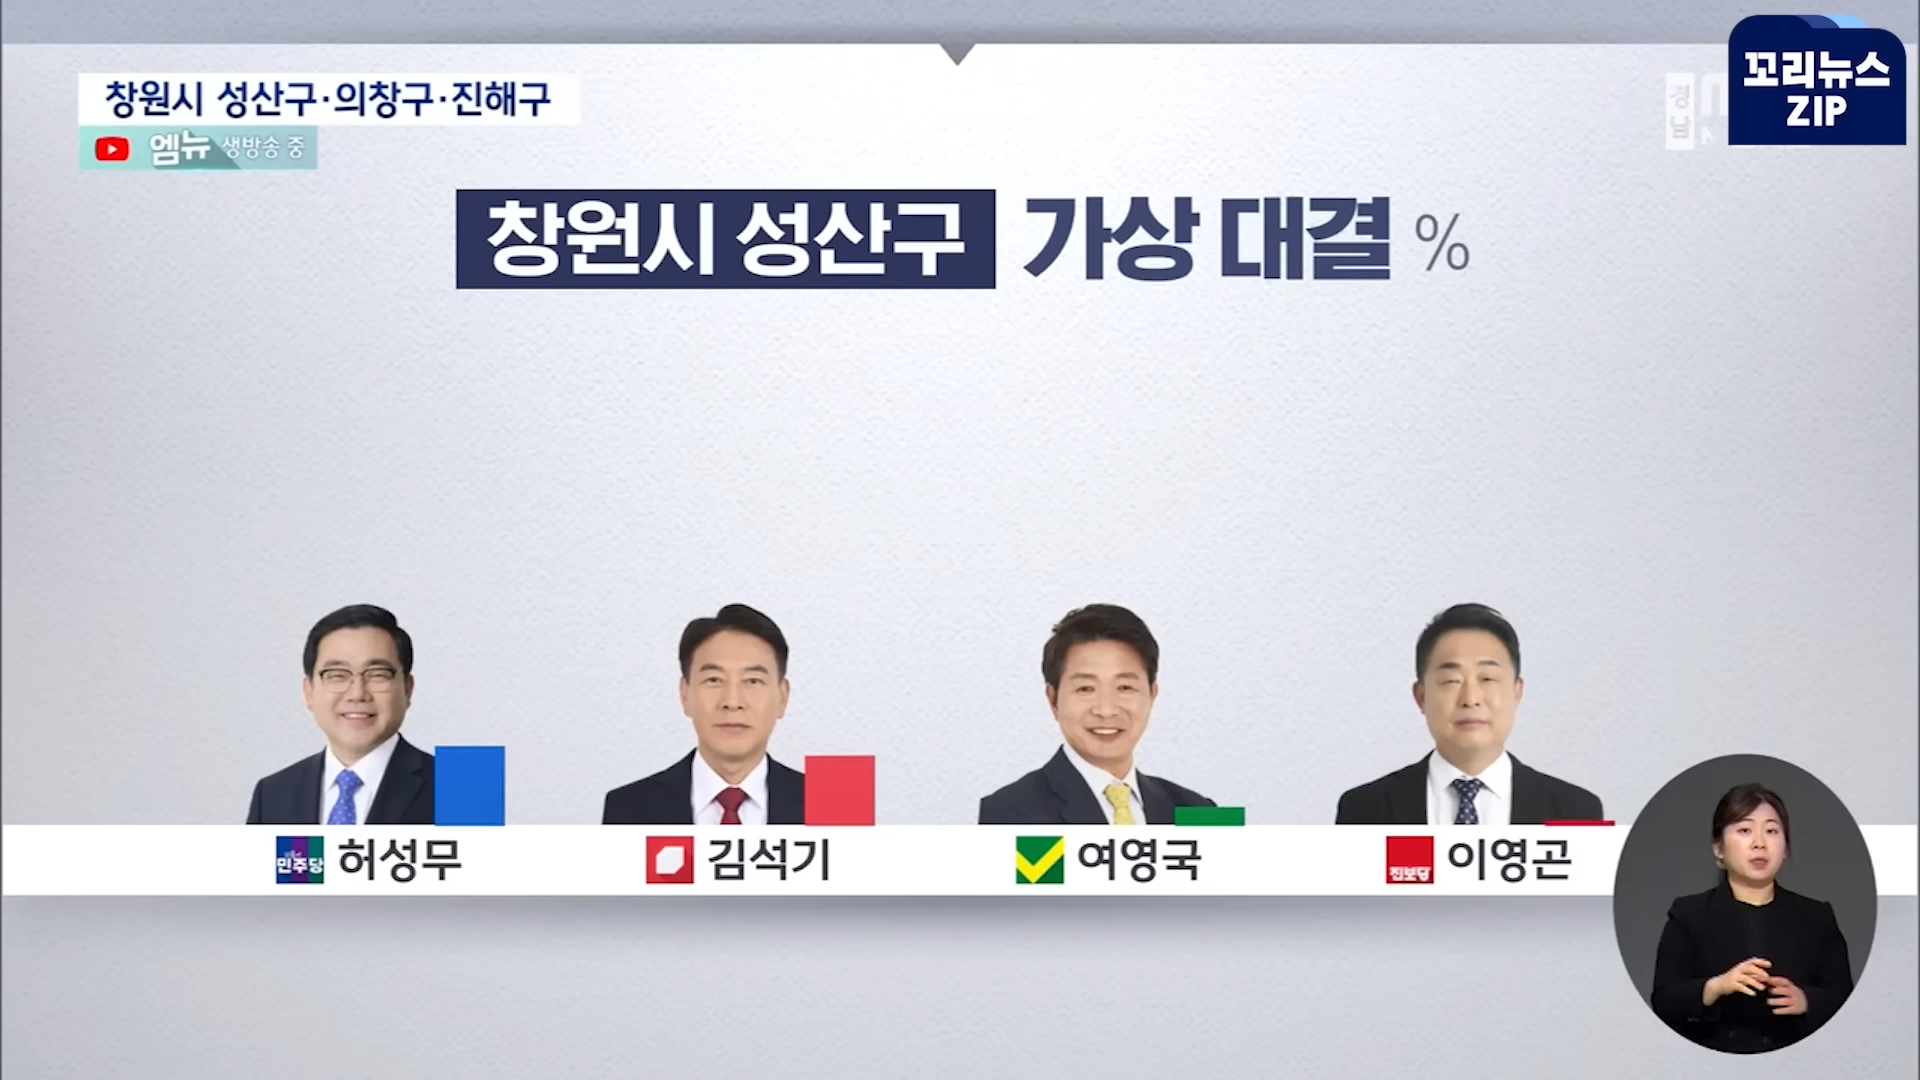 창원시 성산구·의창구·진해구
엠뉴 생방송 중
꼬리뉴스
ZIP
경남
창원시 성산구 가상 대결 %
민주당 허성무
김석기
여영국
진보당 이영곤